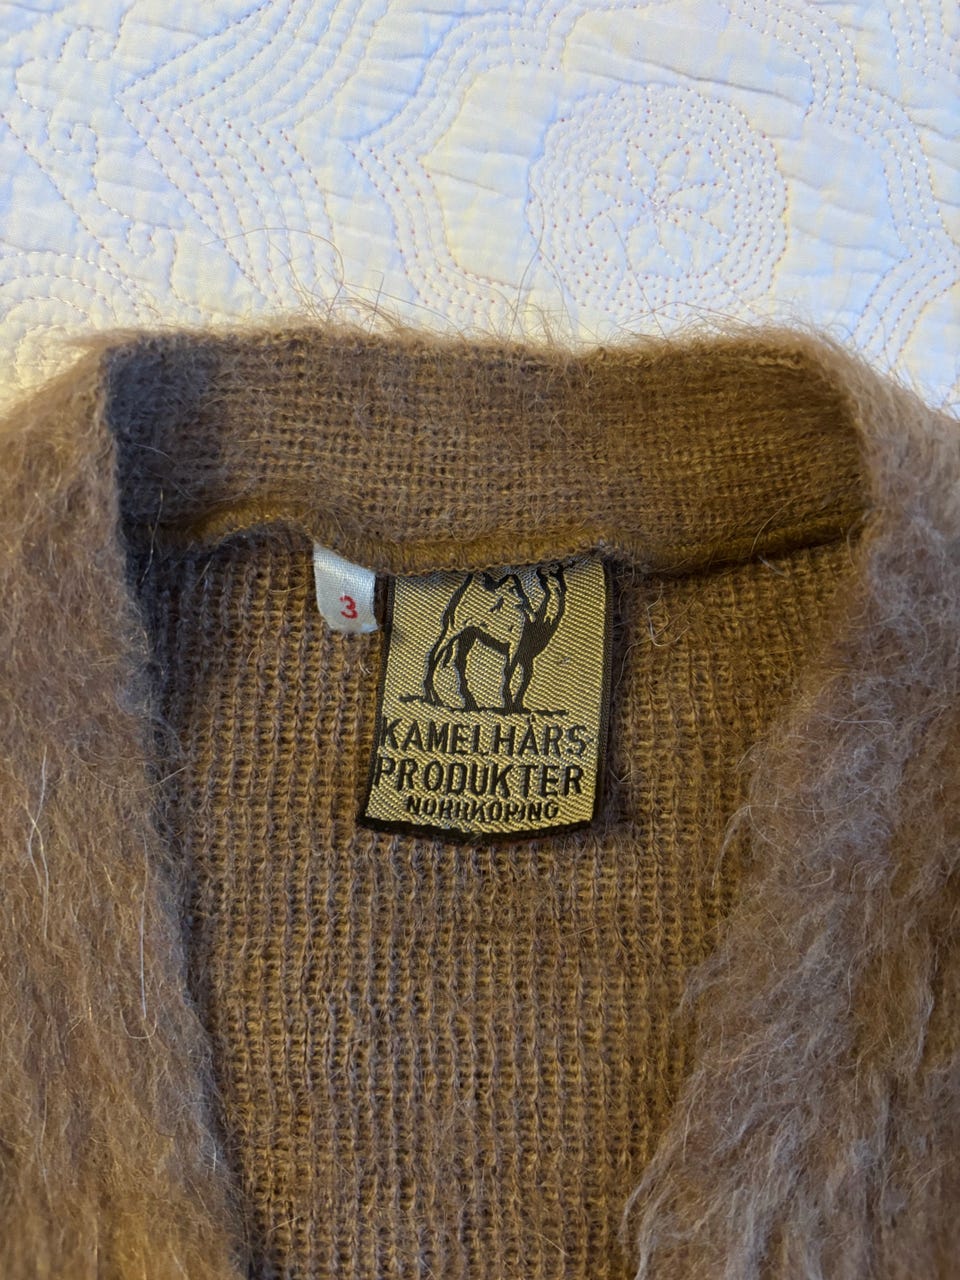 3
KAMELHÅRS
PRODUKTER
NORRKÖPING